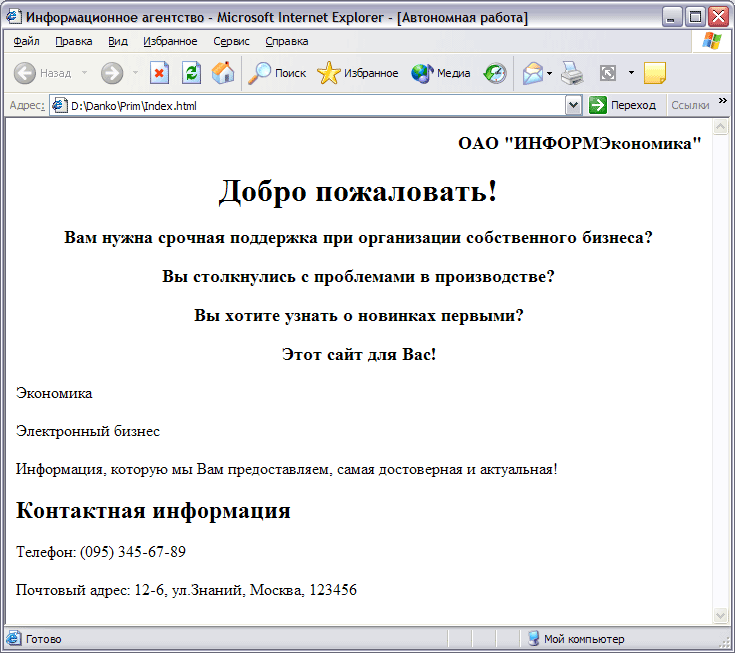 Информационое агентство - Microsoft Internet Explorer - [Автономная работа]
Файл Правка Вид Избранное Сервис Справка
Назад Поиск Избранное Медиа
Адрес: D:\Danko\Prim\Index.html Переход Ссылки »
ОАО "ИНФОРМЭкономика"
Добро пожаловать!
Вам нужна срочная поддержка при организации собственного бизнеса?
Вы столкнулись с проблемами в производстве?
Вы хотите узнать о новинках первыми?
Этот сайт для Вас!
Экономика
Электронный бизнес
Информация, которую мы Вам предоставляем, самая достоверная и актуальная!
Контактная информация
Телефон: (095) 345-67-89
Почтовый адрес: 12-6, ул.Знаний, Москва, 123456
Готово Мой компьютер